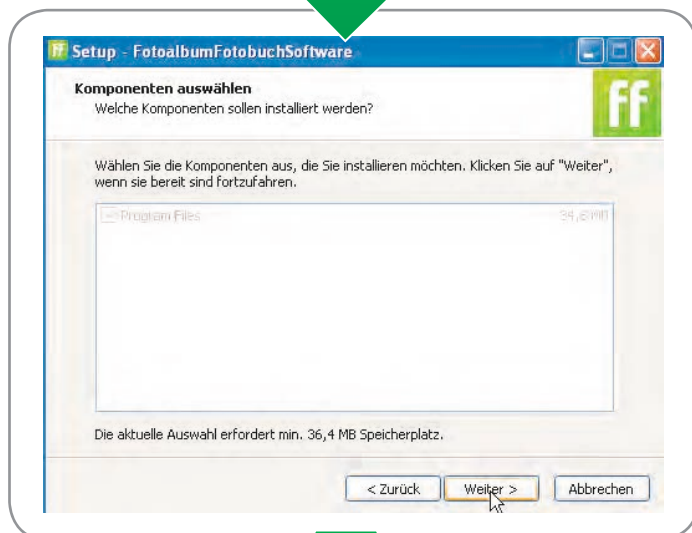 ff Setup - FotoalbumFotobuchSoftware
Komponenten auswählen
Welche Komponenten sollen installiert werden?
ff
Wählen Sie die Komponenten aus, die Sie installieren möchten. Klicken Sie auf "Weiter",
wenn sie bereit sind fortzufahren.
Program Files
Die aktuelle Auswahl erfordert min. 36,4 MB Speicherplatz.
< Zurück Weiter > Abbrechen